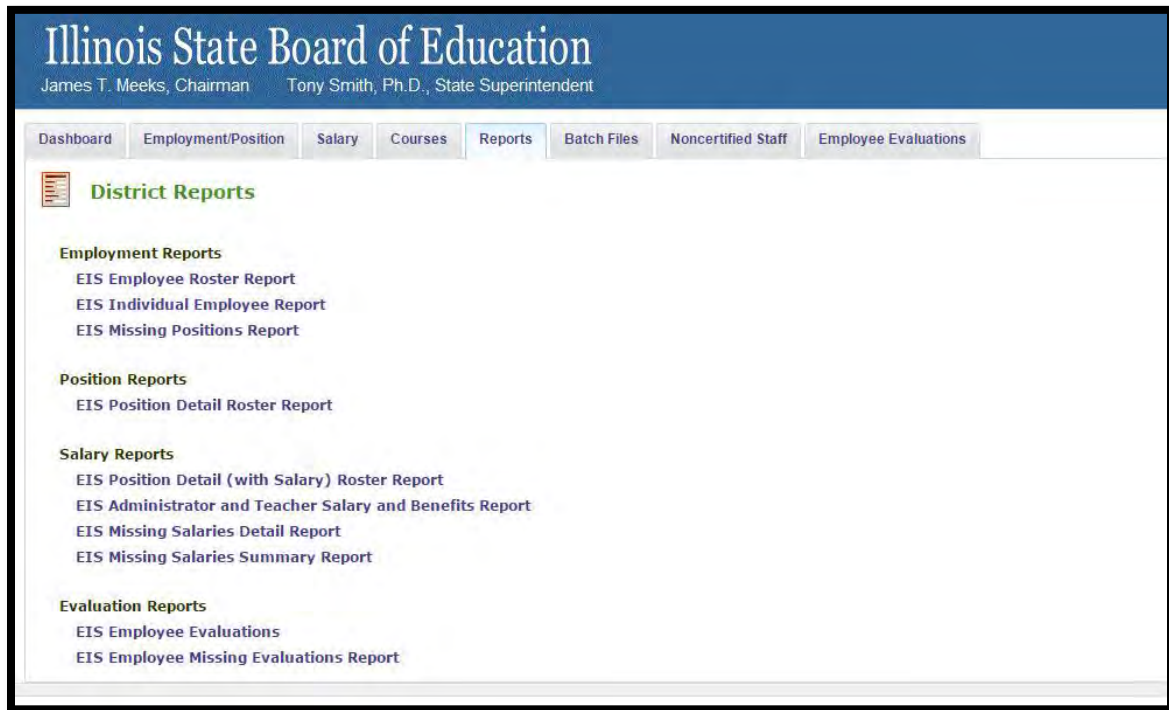 Illinois State Board of Education
James T. Meeks, Chairman Tony Smith, Ph.D., State Superintendent
Dashboard Employment/Position Salary Courses Reports Batch Files Noncertified Staff Employee Evaluations
District Reports
Employment Reports
EIS Employee Roster Report
EIS Individual Employee Report
EIS Missing Positions Report
Position Reports
EIS Position Detail Roster Report
Salary Reports
EIS Position Detail (with Salary) Roster Report
EIS Administrator and Teacher Salary and Benefits Report
EIS Missing Salaries Detail Report
EIS Missing Salaries Summary Report
Evaluation Reports
EIS Employee Evaluations
EIS Employee Missing Evaluations Report